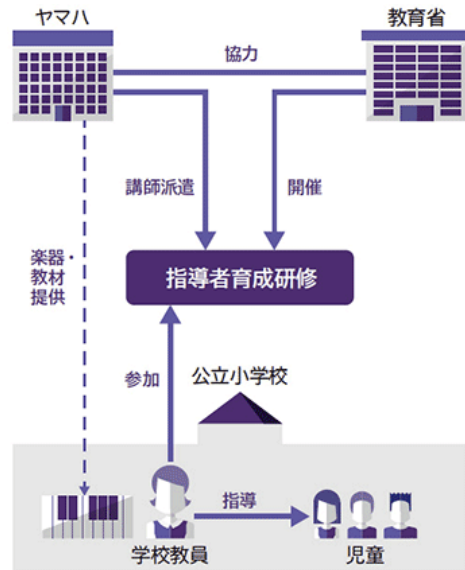 ヤマハ
教育省
協力
講師派遣
開催
楽器・
教材
提供
指導者育成研修
参加
公立小学校
指導
学校教員
児童